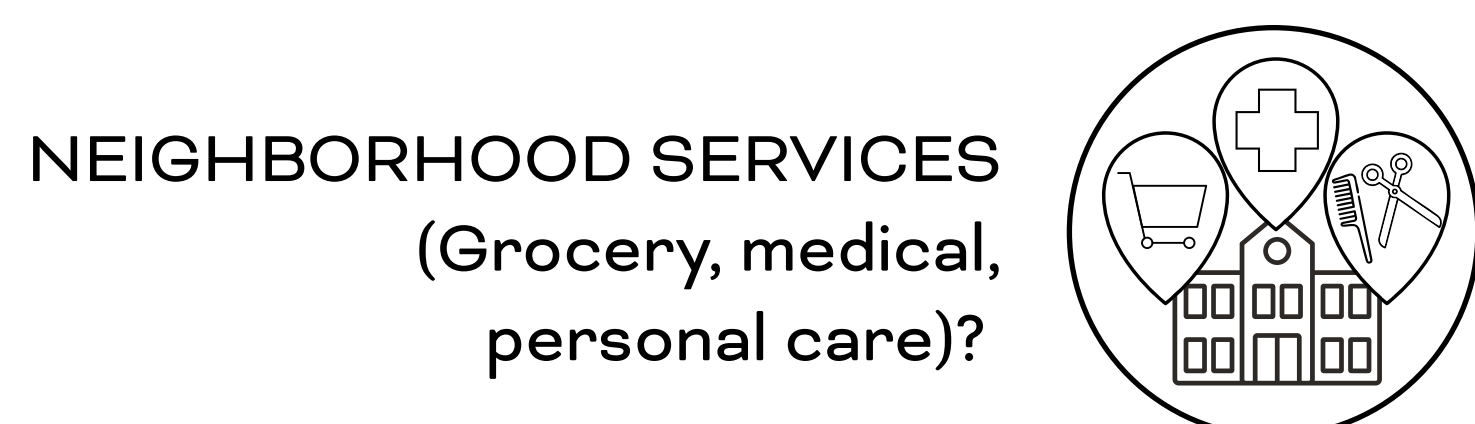 NEIGHBORHOOD SERVICES
(Grocery, medical,
personal care)?